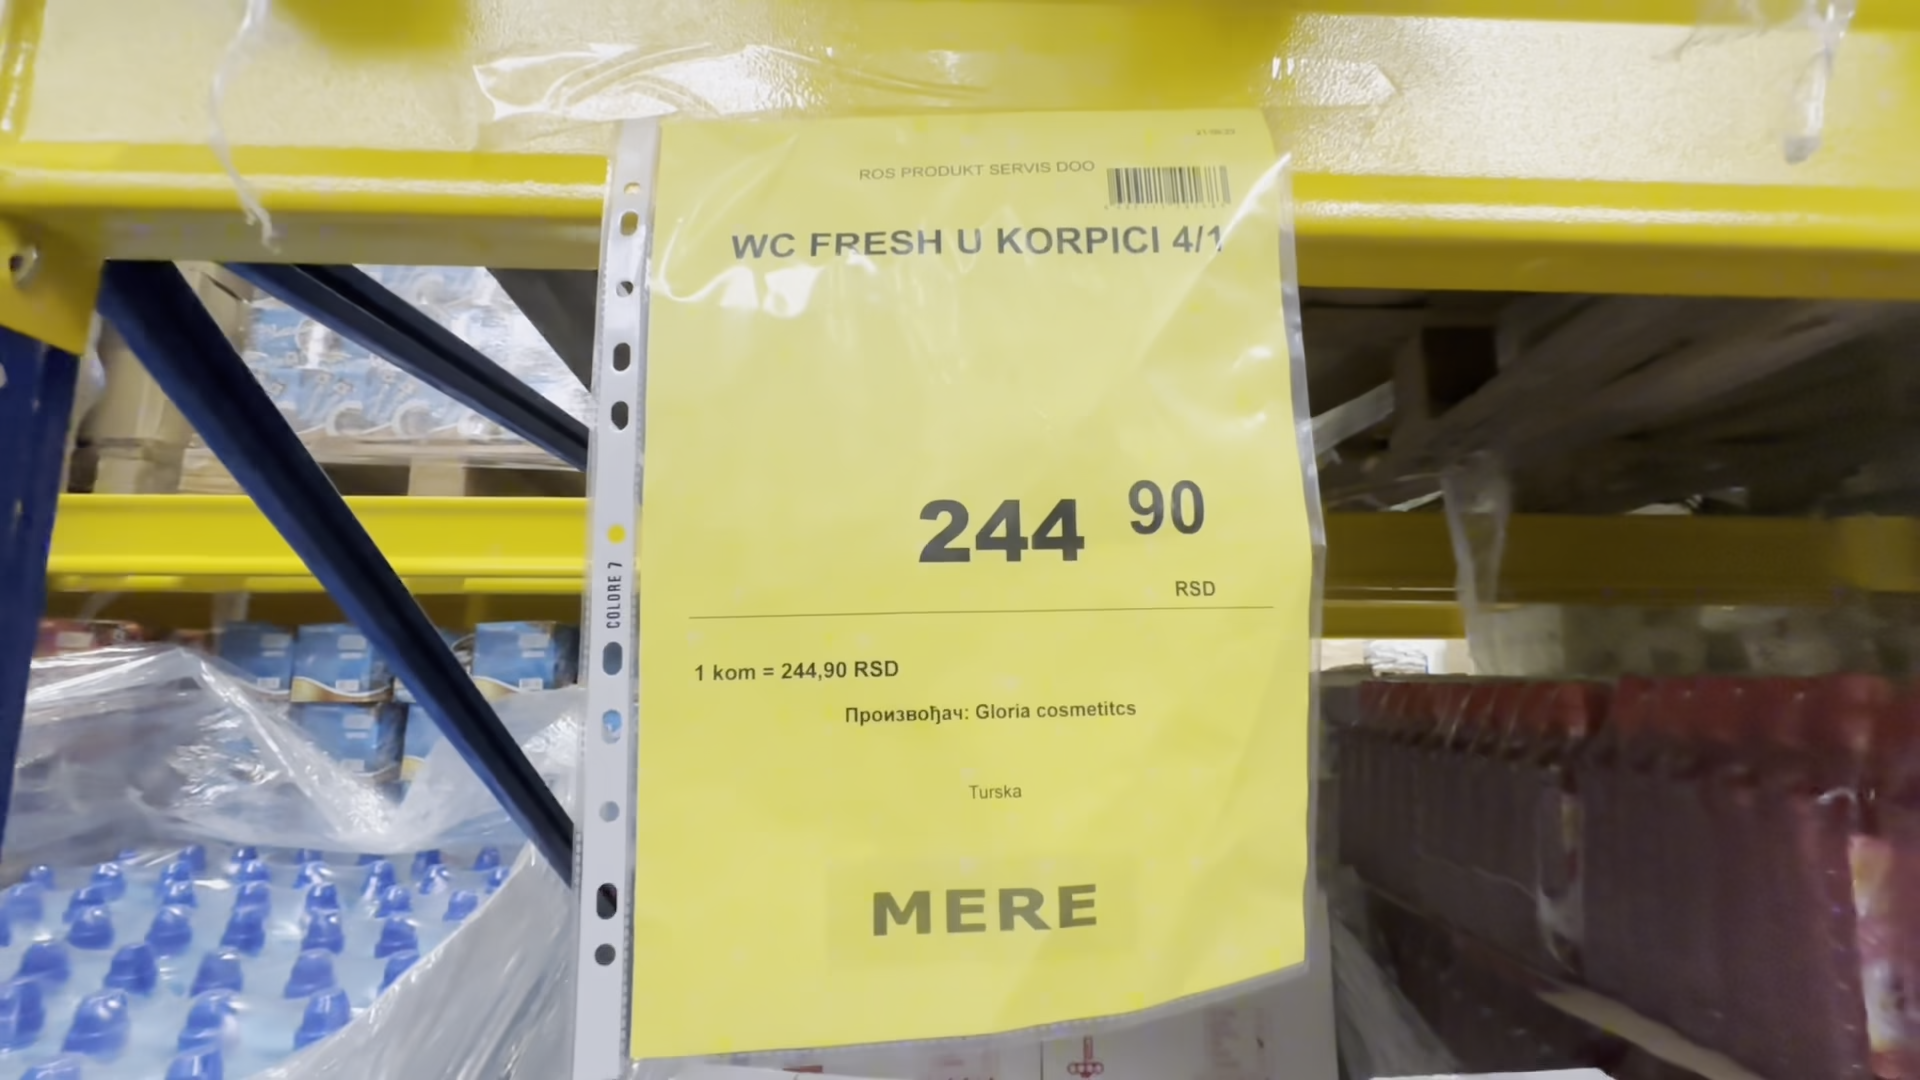 ROS PRODUKT SERVIS DOO
WC FRESH U KORPICI 4/1
244 90
RSD
1 kom = 244,90 RSD
Произвођач: Gloria cosmetitcs
Turska
MERE
COLORE 7